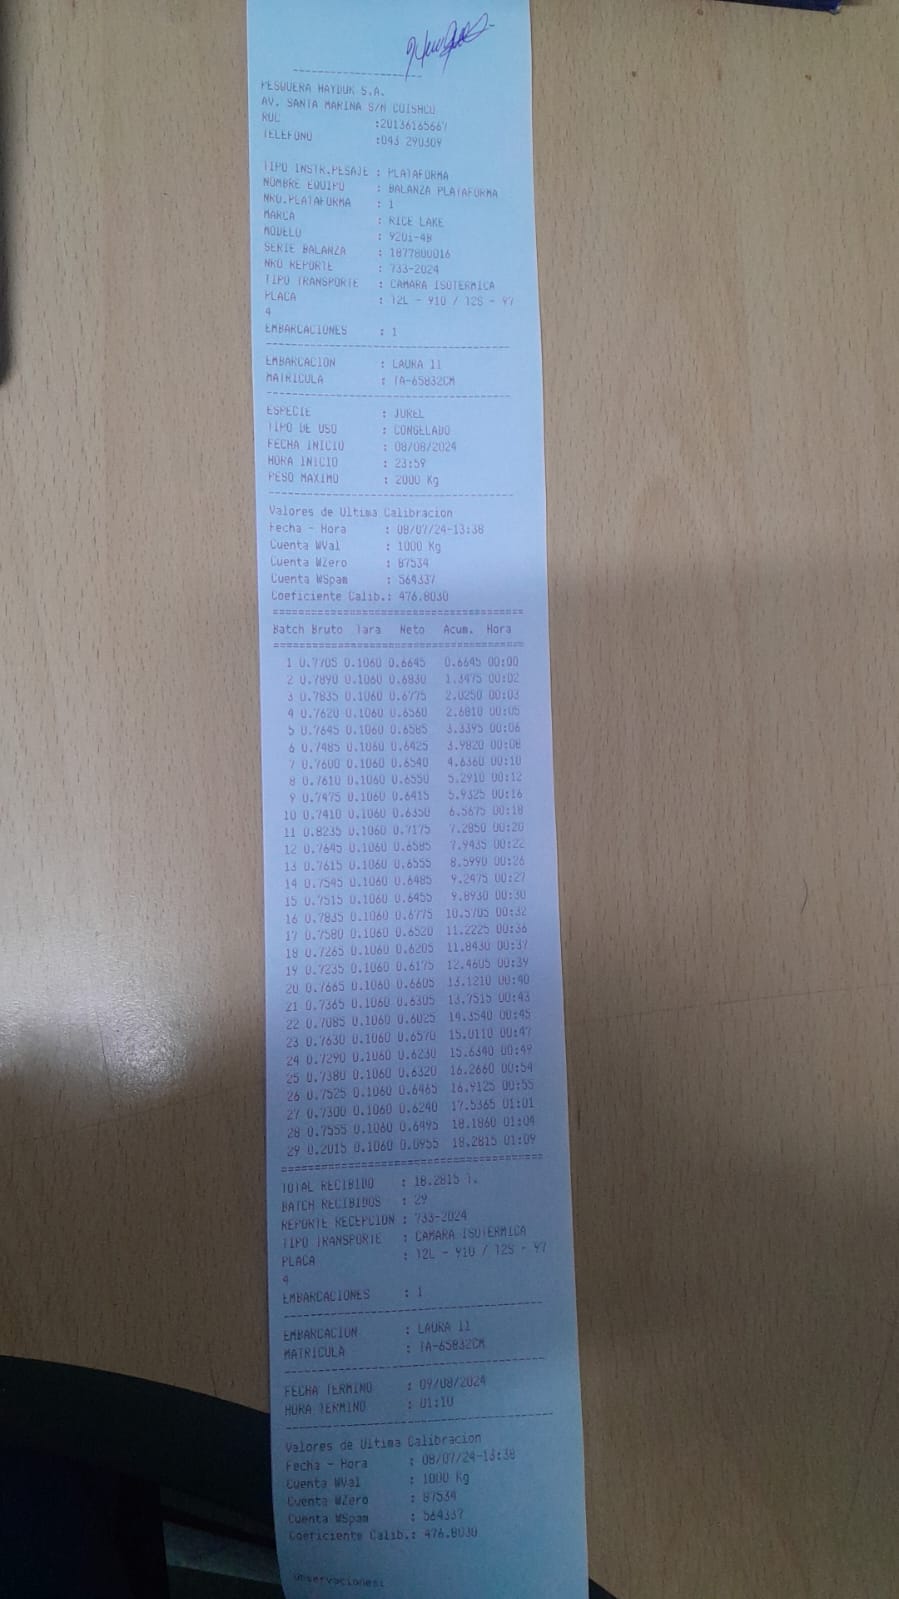 PESQUERA HAYDUK S.A.
AV. SANTA MARINA S/N COISHCO
RUC :20136165667
TELEFONO :043 290309
TIPO INSTR.PESAJE : PLATAFORMA
NOMBRE EQUIPO : BALANZA PLATAFORMA
NRO.PLATAFORMA : 1
MARCA : RICE LAKE
MODELO : 920i-4B
SERIE BALANZA : 1877800016
NRO REPORTE : 733-2024
TIPO TRANSPORTE : CAMARA ISOTERMICA
PLACA : T2L - 910 / T2S - 97
4
EMBARCACIONES : 1
EMBARCACION : LAURA 11
MATRICULA : TA-65832CM
ESPECIE : JUREL
TIPO DE USO : CONGELADO
FECHA INICIO : 08/08/2024
HORA INICIO : 23:59
PESO MAXIMO : 2000 Kg
Valores de Ultima Calibracion
Fecha - Hora : 08/07/24-13:38
Cuenta WVal : 1000 Kg
Cuenta WZero : 87534
Cuenta WSpam : 564337
Coeficiente Calib.: 476.8030
Batch Bruto Tara Neto Acum. Hora
1 0.7705 0.1060 0.6645 0.6645 00:00
2 0.7890 0.1060 0.6830 1.3475 00:02
3 0.7835 0.1060 0.6775 2.0250 00:03
4 0.7620 0.1060 0.6560 2.6810 00:05
5 0.7645 0.1060 0.6585 3.3395 00:06
6 0.7485 0.1060 0.6425 3.9820 00:08
7 0.7600 0.1060 0.6540 4.6360 00:10
8 0.7610 0.1060 0.6550 5.2910 00:12
9 0.7475 0.1060 0.6415 5.9325 00:16
10 0.7410 0.1060 0.6350 6.5675 00:18
11 0.8235 0.1060 0.7175 7.2850 00:20
12 0.7645 0.1060 0.6585 7.9435 00:22
13 0.7615 0.1060 0.6555 8.5990 00:26
14 0.7545 0.1060 0.6485 9.2475 00:27
15 0.7515 0.1060 0.6455 9.8930 00:30
16 0.7835 0.1060 0.6775 10.5705 00:32
17 0.7580 0.1060 0.6520 11.2225 00:36
18 0.7265 0.1060 0.6205 11.8430 00:37
19 0.7235 0.1060 0.6175 12.4605 00:39
20 0.7665 0.1060 0.6605 13.1210 00:40
21 0.7365 0.1060 0.6305 13.7515 00:43
22 0.7085 0.1060 0.6025 14.3540 00:45
23 0.7630 0.1060 0.6570 15.0110 00:47
24 0.7290 0.1060 0.6230 15.6340 00:49
25 0.7380 0.1060 0.6320 16.2660 00:54
26 0.7525 0.1060 0.6465 16.9125 00:55
27 0.7300 0.1060 0.6240 17.5365 01:01
28 0.7555 0.1060 0.6495 18.1860 01:04
29 0.2015 0.1060 0.0955 18.2815 01:09
TOTAL RECIBIDO : 18.2815 T.
BATCH RECIBIDOS : 29
REPORTE RECEPCION : 733-2024
TIPO TRANSPORTE : CAMARA ISOTERMICA
PLACA : T2L - 910 / T2S - 97
4
EMBARCACIONES : 1
EMBARCACION : LAURA 11
MATRICULA : TA-65832CM
FECHA TERMINO : 09/08/2024
HORA TERMINO : 01:10
Valores de Ultima Calibracion
Fecha - Hora : 08/07/24-13:38
Cuenta WVal : 1000 Kg
Cuenta WZero : 87534
Cuenta WSpam : 564337
Coeficiente Calib.: 476.8030
Observaciones: